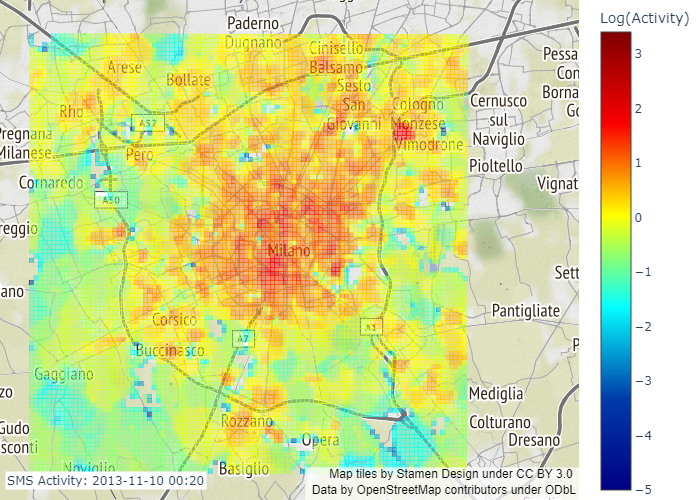 Log(Activity)
3
2
1
0
−1
−2
−3
−4
−5
Paderno
Dugnano
Cinisello
Balsamo
Arese
Bollate
Sesto
San
Giovanni
Cologno
Monzese
Vimodrone
Cernusco
sul
Naviglio
Pessa
Con
Borna
Go
Rho
A52
Pregnana
Milanese
Pero
Pioltello
Cornaredo
A50
Vignat
reggio
Milano
Sett
ano
Pantigliate
Corsico
A1
A7
P
Buccinasco
Gaggiano
zo
Mediglia
Rozzano
Colturano
Gudo
Opera
Dresano
sconti
Noviglio
Basiglio
SMS Activity: 2013-11-10 00:20
Map tiles by Stamen Design under CC BY 3.0
Data by OpenStreetMap contributors under ODbL